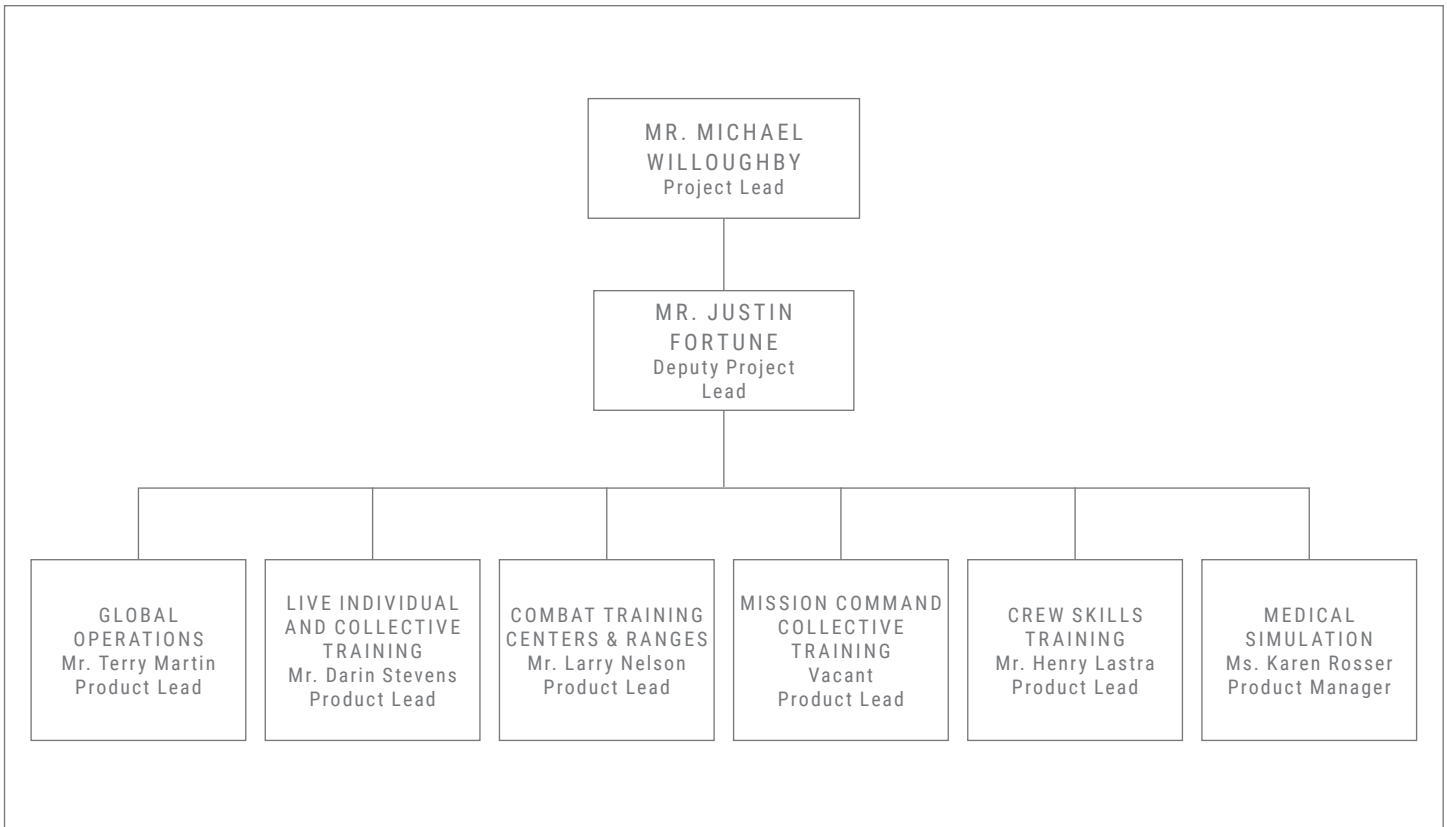 MR. MICHAEL
WILLOUGHBY
Project Lead
MR. JUSTIN
FORTUNE
Deputy Project
Lead
GLOBAL
OPERATIONS
Mr. Terry Martin
Product Lead
LIVE INDIVIDUAL
AND COLLECTIVE
TRAINING
Mr. Darin Stevens
Product Lead
COMBAT TRAINING
CENTERS & RANGES
Mr. Larry Nelson
Product Lead
MISSION COMMAND
COLLECTIVE
TRAINING
Vacant
Product Lead
CREW SKILLS
TRAINING
Mr. Henry Lastra
Product Lead
MEDICAL
SIMULATION
Ms. Karen Rosser
Product Manager